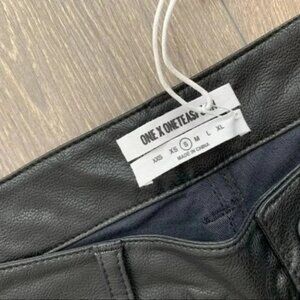 ONE X ONETEASPOON
XXS XS S M L XL
MADE IN CHINA